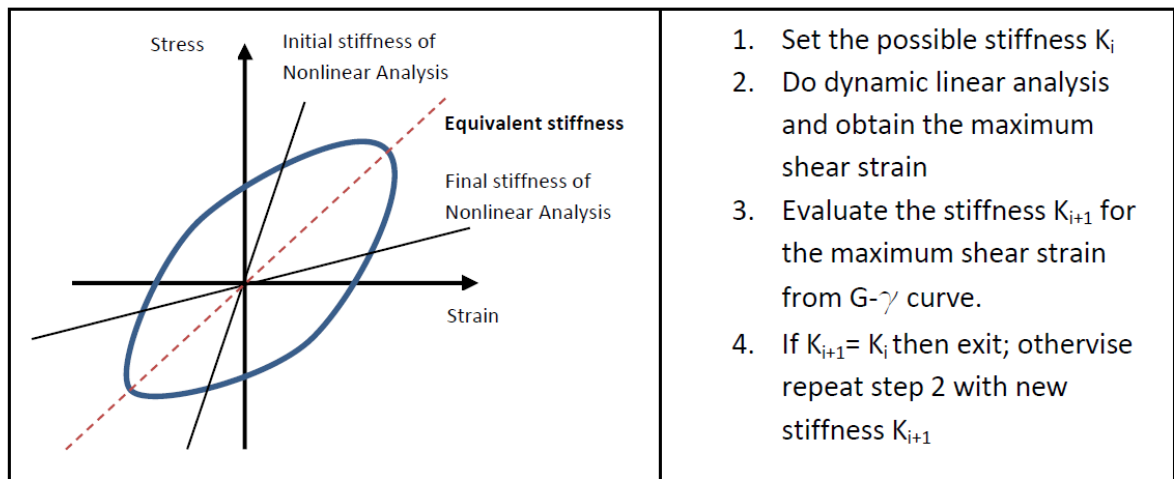 Stress
Initial stiffness of
Nonlinear Analysis
Equivalent stiffness
Final stiffness of
Nonlinear Analysis
Strain
1. Set the possible stiffness Kᵢ
2. Do dynamic linear analysis
and obtain the maximum
shear strain
3. Evaluate the stiffness Kᵢ₊₁ for
the maximum shear strain
from G-γ curve.
4. If Kᵢ₊₁= Kᵢ then exit; othervise
repeat step 2 with new
stiffness Kᵢ₊₁